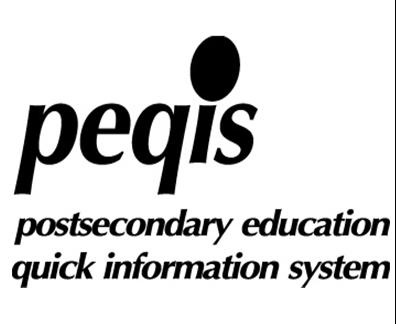 peqis
postsecondary education
quick information system